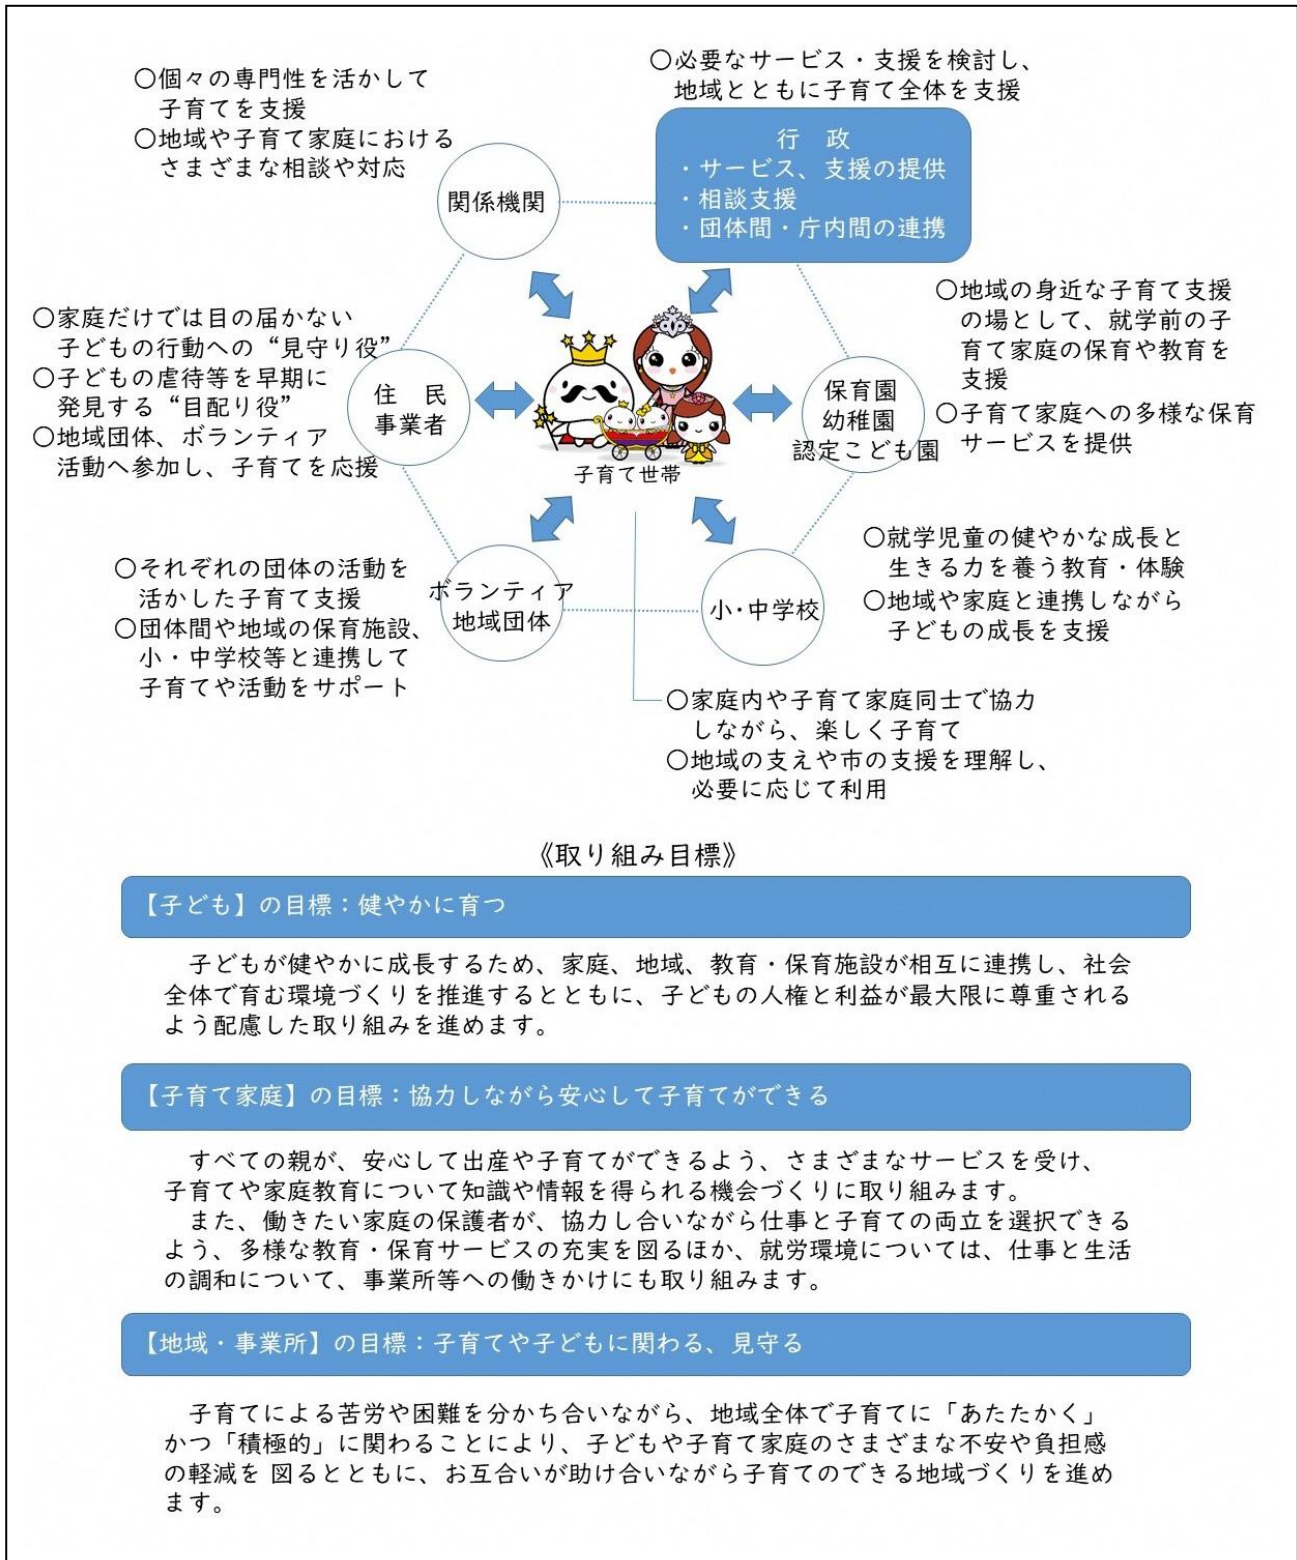 〇個々の専門性を活かして
子育てを支援
〇地域や子育て家庭における
さまざまな相談や対応
関係機関
〇必要なサービス・支援を検討し、
地域とともに子育て全体を支援
行　政
・サービス、支援の提供
・相談支援
・団体間・庁内間の連携
〇家庭だけでは目の届かない
子どもの行動への“見守り役”
〇子どもの虐待等を早期に
発見する“目配り役”
〇地域団体、ボランティア
活動へ参加し、子育てを応援
住　民
事業者
子育て世帯
保育園
幼稚園
認定こども園
〇地域の身近な子育て支援
の場として、就学前の子
育て家庭の保育や教育を
支援
〇子育て家庭への多様な保育
サービスを提供
〇それぞれの団体の活動を
活かした子育て支援
〇団体間や地域の保育施設、
小・中学校等と連携して
子育てや活動をサポート
ボランティア
地域団体
小・中学校
〇就学児童の健やかな成長と
生きる力を養う教育・体験
〇地域や家庭と連携しながら
子どもの成長を支援
〇家庭内や子育て家庭同士で協力
しながら、楽しく子育て
〇地域の支えや市の支援を理解し、
必要に応じて利用
《取り組み目標》
【子ども】の目標：健やかに育つ
子どもが健やかに成長するため、家庭、地域、教育・保育施設が相互に連携し、社会
全体で育む環境づくりを推進するとともに、子どもの人権と利益が最大限に尊重される
よう配慮した取り組みを進めます。
【子育て家庭】の目標：協力しながら安心して子育てができる
すべての親が、安心して出産や子育てができるよう、さまざまなサービスを受け、
子育てや家庭教育について知識や情報を得られる機会づくりに取り組みます。
また、働きたい家庭の保護者が、協力し合いながら仕事と子育ての両立を選択できる
よう、多様な教育・保育サービスの充実を図るほか、就労環境については、仕事と生活
の調和について、事業所等への働きかけにも取り組みます。
【地域・事業所】の目標：子育てや子どもに関わる、見守る
子育てによる苦労や困難を分かち合いながら、地域全体で子育てに「あたたかく」
かつ「積極的」に関わることにより、子どもや子育て家庭のさまざまな不安や負担感
の軽減を 図るとともに、お互合いが助け合いながら子育てのできる地域づくりを進め
ます。